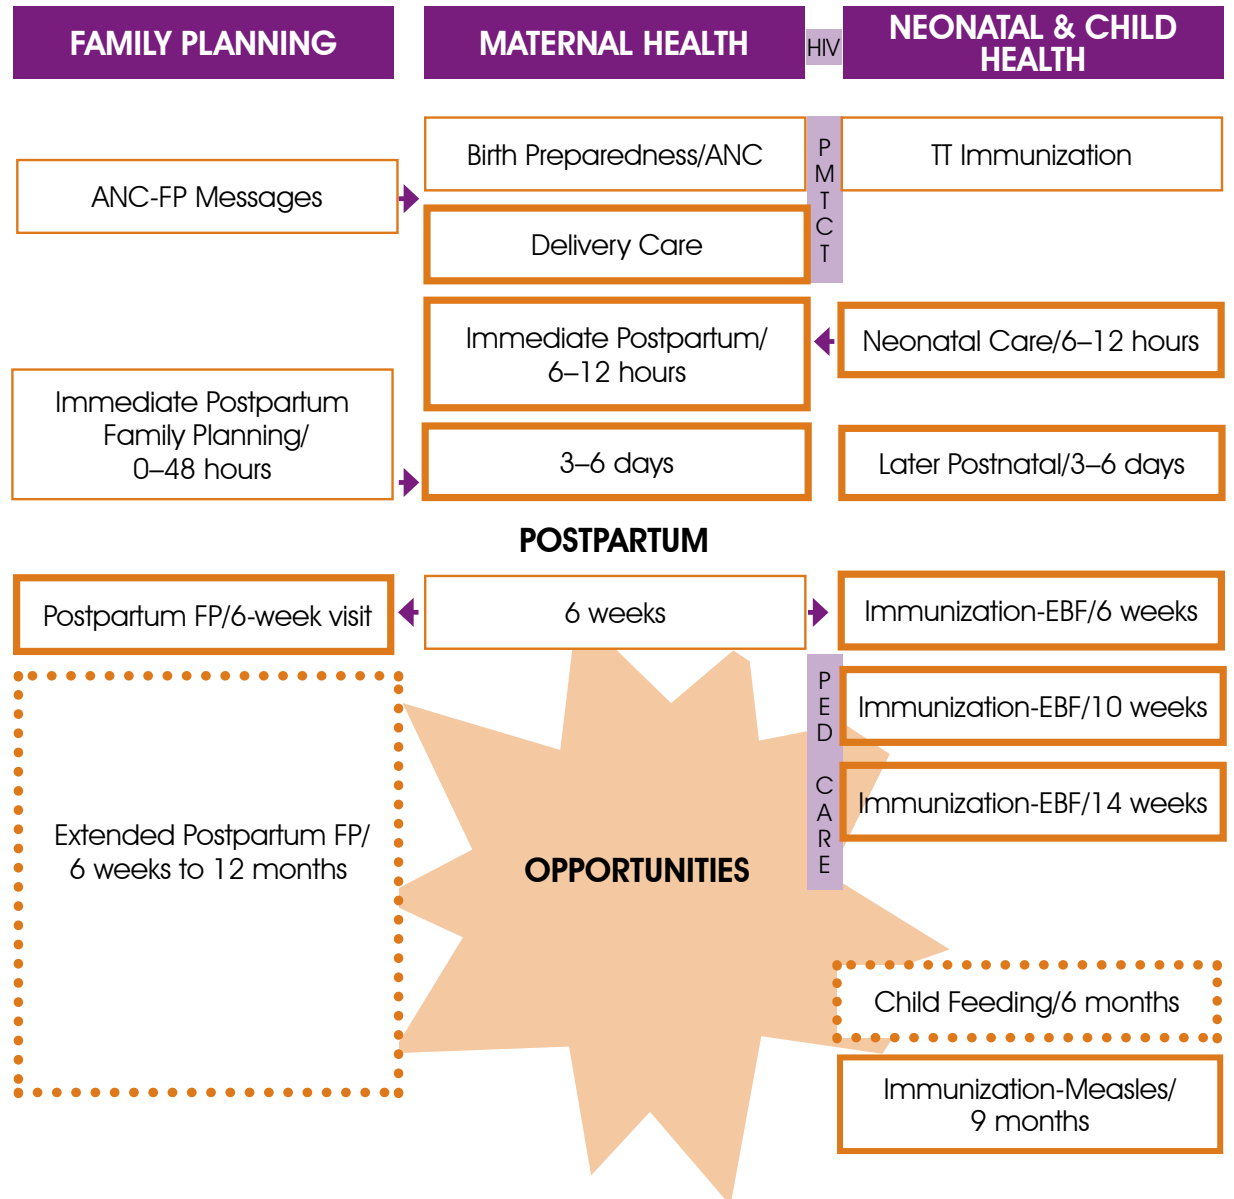 FAMILY PLANNING
MATERNAL HEALTH
HIV
NEONATAL & CHILD
HEALTH
ANC-FP Messages
Birth Preparedness/ANC
PMTCT
TT Immunization
Delivery Care
Immediate Postpartum/
6–12 hours
Neonatal Care/6–12 hours
Immediate Postpartum
Family Planning/
0–48 hours
3–6 days
Later Postnatal/3–6 days
POSTPARTUM
Postpartum FP/6-week visit
6 weeks
Immunization-EBF/6 weeks
PED CARE
Immunization-EBF/10 weeks
Immunization-EBF/14 weeks
Extended Postpartum FP/
6 weeks to 12 months
OPPORTUNITIES
Child Feeding/6 months
Immunization-Measles/
9 months